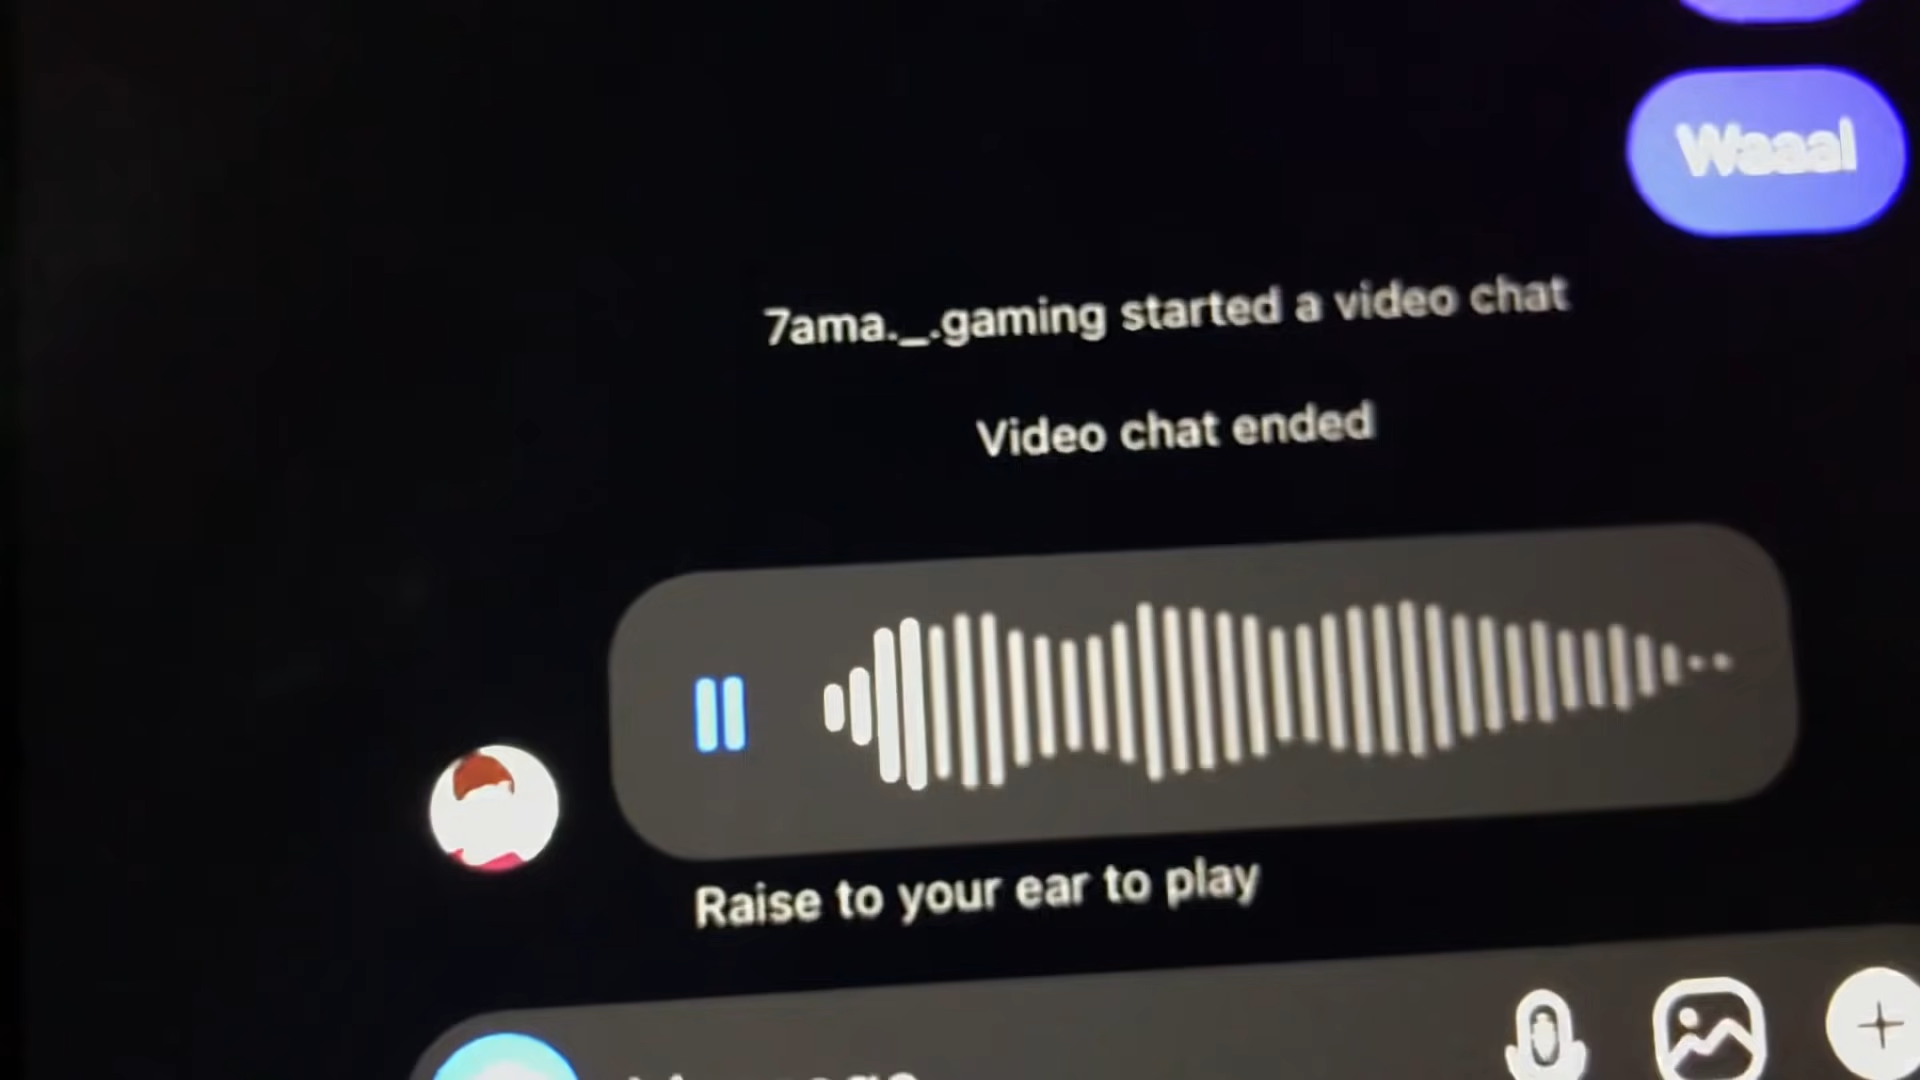 Waaal
7ama._.gaming started a video chat
Video chat ended
Raise to your ear to play